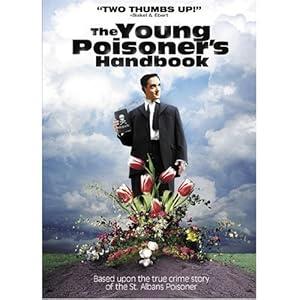 "TWO THUMBS UP!"
-Siskel & Ebert
The Young
Poisoner's
Handbook
Based upon the true crime story
of the St. Albans Poisoner